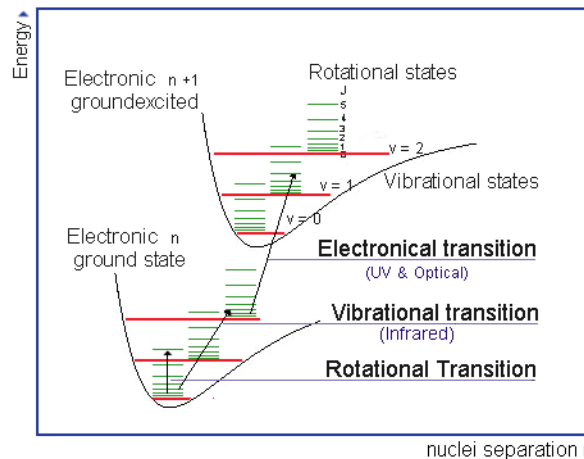 Energy
Electronic n +1
groundexcited
Rotational states
J
5
4
3
2
1
0
v = 2
v = 1
Vibrational states
v = 0
Electronic n
ground state
Electronical transition
(UV & Optical)
Vibrational transition
(Infrared)
Rotational Transition
nuclei separation